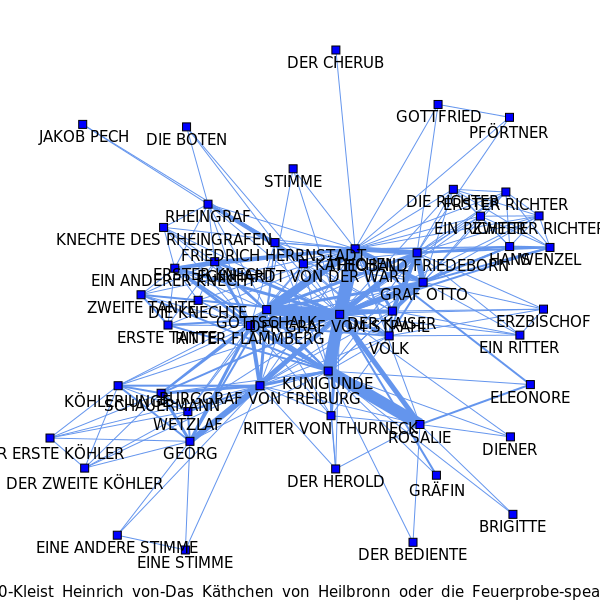 DER CHERUB
GOTTFRIED
PFÖRTNER
JAKOB PECH
DIE BOTEN
STIMME
DIE RICHTER
ERSTER RICHTER
RHEINGRAF
EIN RICHTER
ZWEITER RICHTER
KNECHTE DES RHEINGRAFEN
FRIEDRICH HERRNSTADT
KÄTHCHEN
THEOBALD FRIEDEBORN
HANS
WENZEL
EIN ANDERER KNECHT
ERSTER KNECHT
EGINHARDT VON DER WART
GRAF OTTO
ZWEITE TANTE
DIE KNECHTE
GOTTSCHALK
DER GRAF VOM STRAHL
DER KAISER
ERZBISCHOF
ERSTE TANTE
RITTER FLAMMBERG
VOLK
EIN RITTER
KUNIGUNDE
KÖHLERJUNGE
SCHAUERMANN
BURGGRAF VON FREIBURG
ELEONORE
WETZLAF
RITTER VON THURNECK
ROSALIE
R ERSTE KÖHLER
GEORG
DIENER
DER ZWEITE KÖHLER
DER HEROLD
GRÄFIN
BRIGITTE
EINE ANDERE STIMME
EINE STIMME
DER BEDIENTE
0-Kleist Heinrich von-Das Käthchen von Heilbronn oder die Feuerprobe-spea